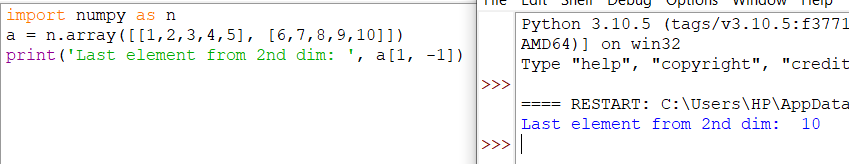 import numpy as n
a = n.array([[1,2,3,4,5], [6,7,8,9,10]])
print('Last element from 2nd dim: ', a[1, -1])
File Edit Shell Debug Options Window Help
Python 3.10.5 (tags/v3.10.5:f3771
AMD64)] on win32
Type "help", "copyright", "credit
>>>
==== RESTART: C:\Users\HP\AppData
Last element from 2nd dim:  10
>>>